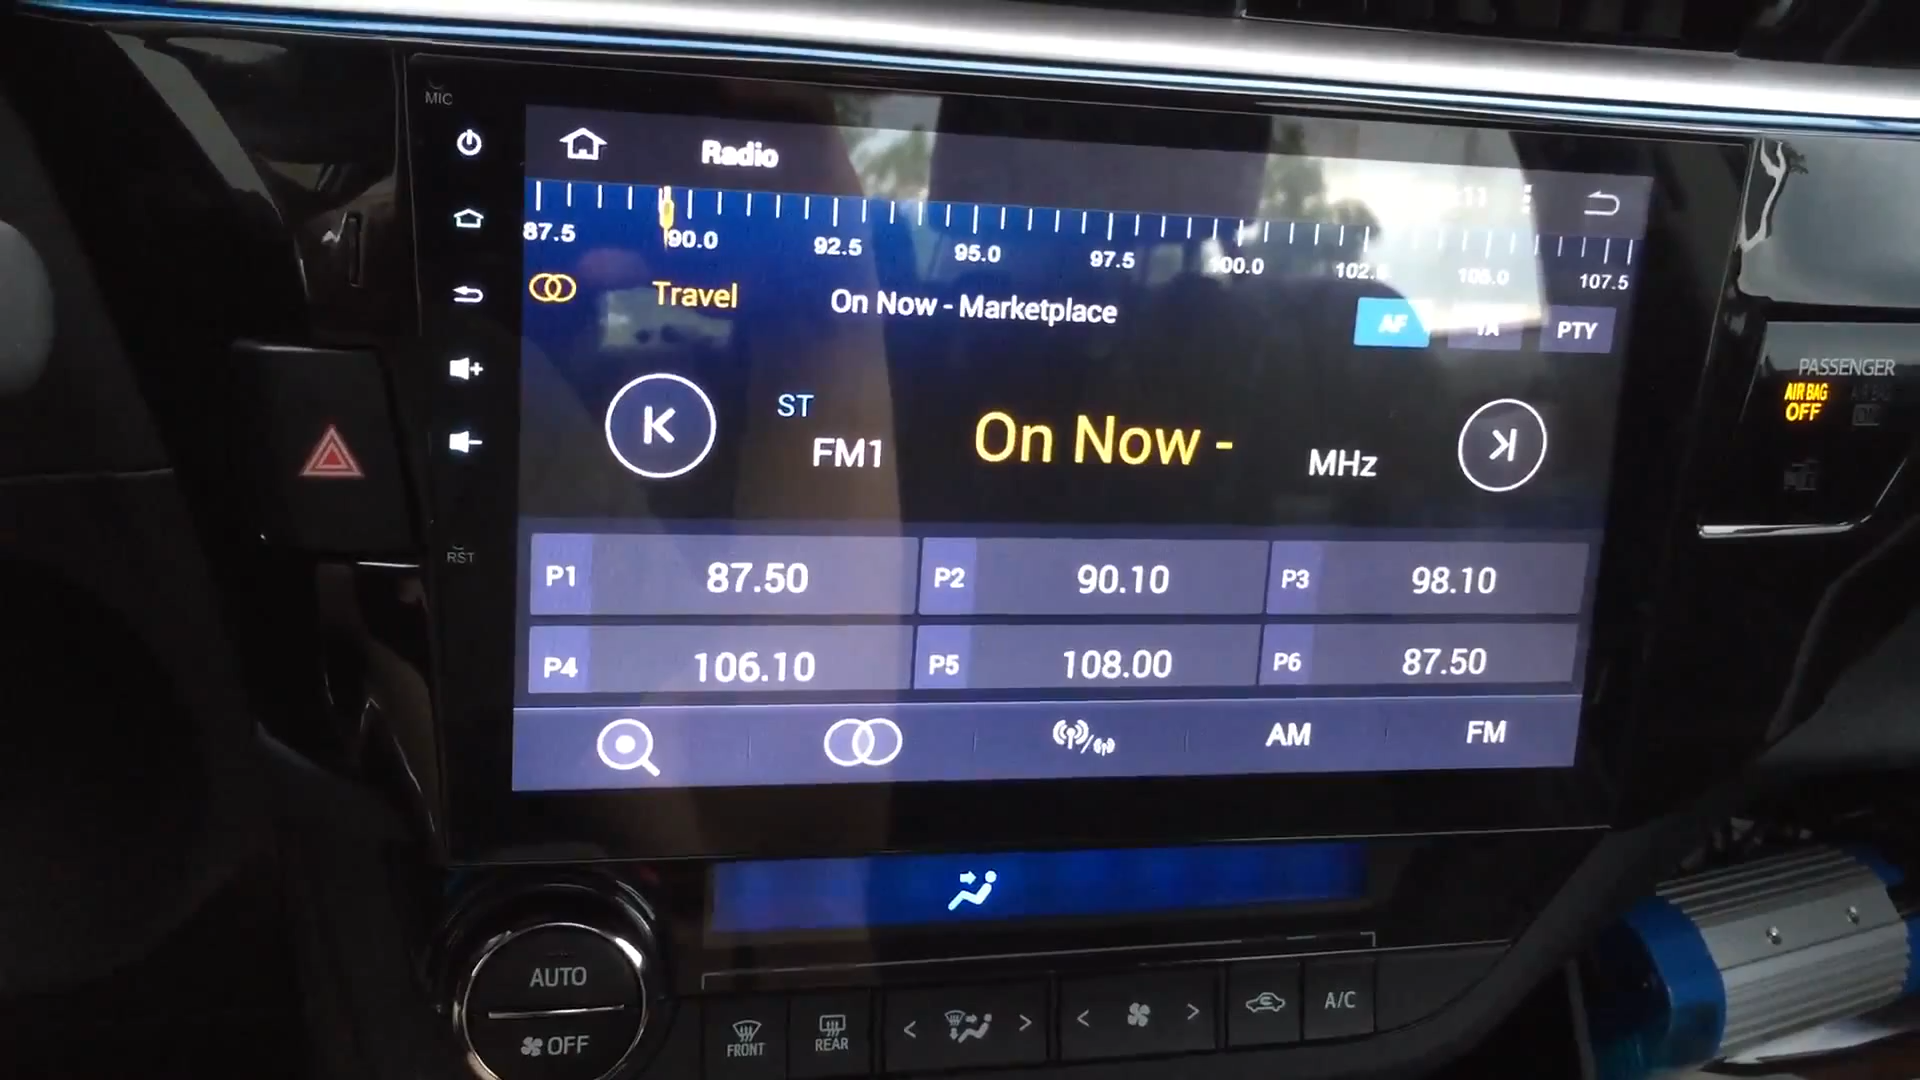 MIC
Radio
87.5 90.0 92.5 95.0 97.5 100.0 102.5 105.0 107.5
Travel On Now - Marketplace AF TA PTY
PASSENGER
AIR BAG
OFF
ST
FM1 On Now - MHz
RST
P1 87.50 P2 90.10 P3 98.10
P4 106.10 P5 108.00 P6 87.50
AM FM
AUTO
OFF
FRONT REAR < > < > A/C